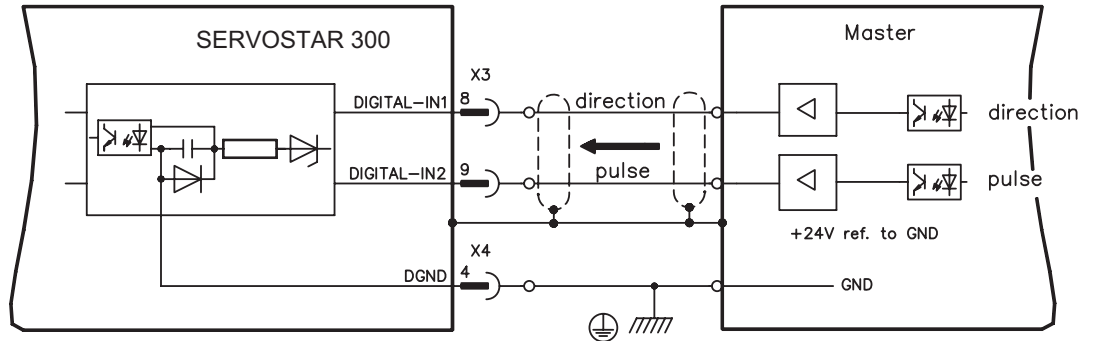 SERVOSTAR 300
Master
X3
DIGITAL-IN1
8
direction
direction
DIGITAL-IN2
9
pulse
pulse
+24V ref. to GND
X4
DGND
4
GND